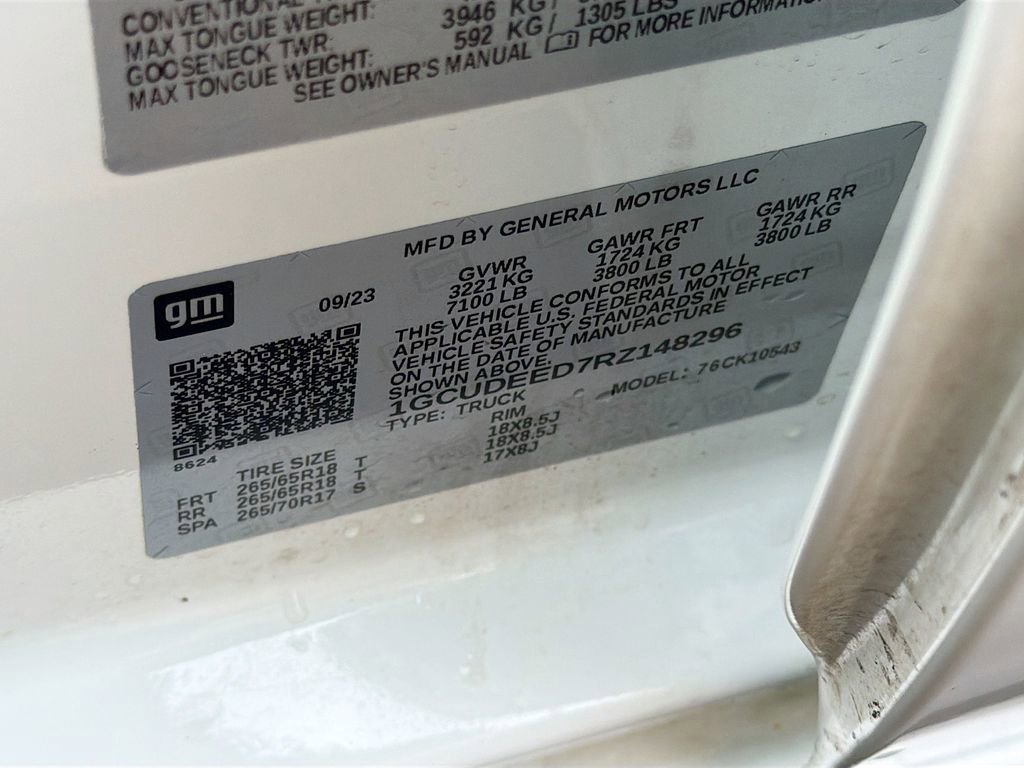 CONVENTIONAL
MAX TONGUE WEIGHT:
GOOSENECK TWR: 3946 KG/
MAX TONGUE WEIGHT: 592 KG/ 1305 LBS
SEE OWNER'S MANUAL FOR MORE INFORMATION
MFD BY GENERAL MOTORS LLC
gm 09/23
GVWR GAWR FRT GAWR RR
3221 KG 1724 KG 1724 KG
7100 LB 3800 LB 3800 LB
THIS VEHICLE CONFORMS TO ALL
APPLICABLE U.S. FEDERAL MOTOR
VEHICLE SAFETY STANDARDS IN EFFECT
ON THE DATE OF MANUFACTURE
SHOWN ABOVE.
1GCUDEED7RZ148296
TYPE: TRUCK MODEL: 76CK10543
8624
TIRE SIZE RIM
FRT 265/65R18 T 18X8.5J
RR 265/65R18 T 18X8.5J
SPA 265/70R17 S 17X8J